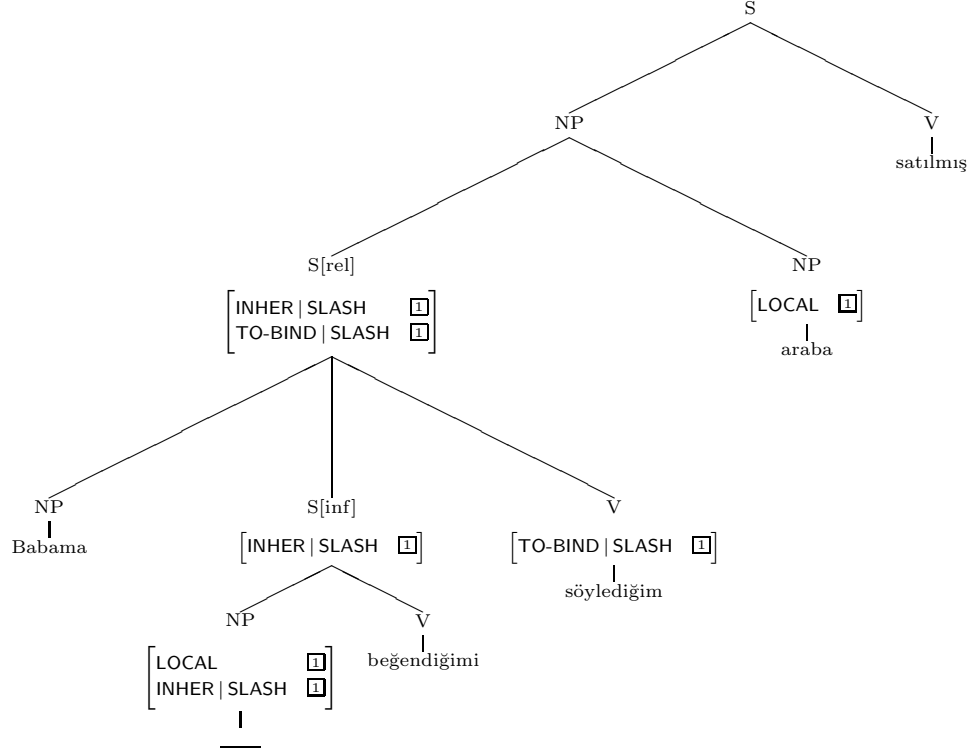 S
NP V
satılmış
S[rel] NP
INHER | SLASH 1
TO-BIND | SLASH 1
LOCAL 1
araba
NP S[inf] V
Babama
INHER | SLASH 1
TO-BIND | SLASH 1
söylediğim
NP V
beğendiğimi
LOCAL 1
INHER | SLASH 1